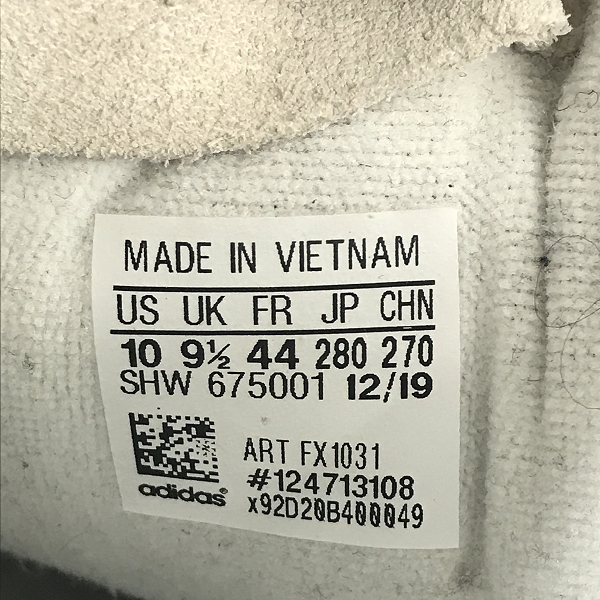 MADE IN VIETNAM
US UK FR JP CHN
10 9½ 44 280 270
SHW 675001 12/19
ART FX1031
#124713108
x92D20B400049
adidas®